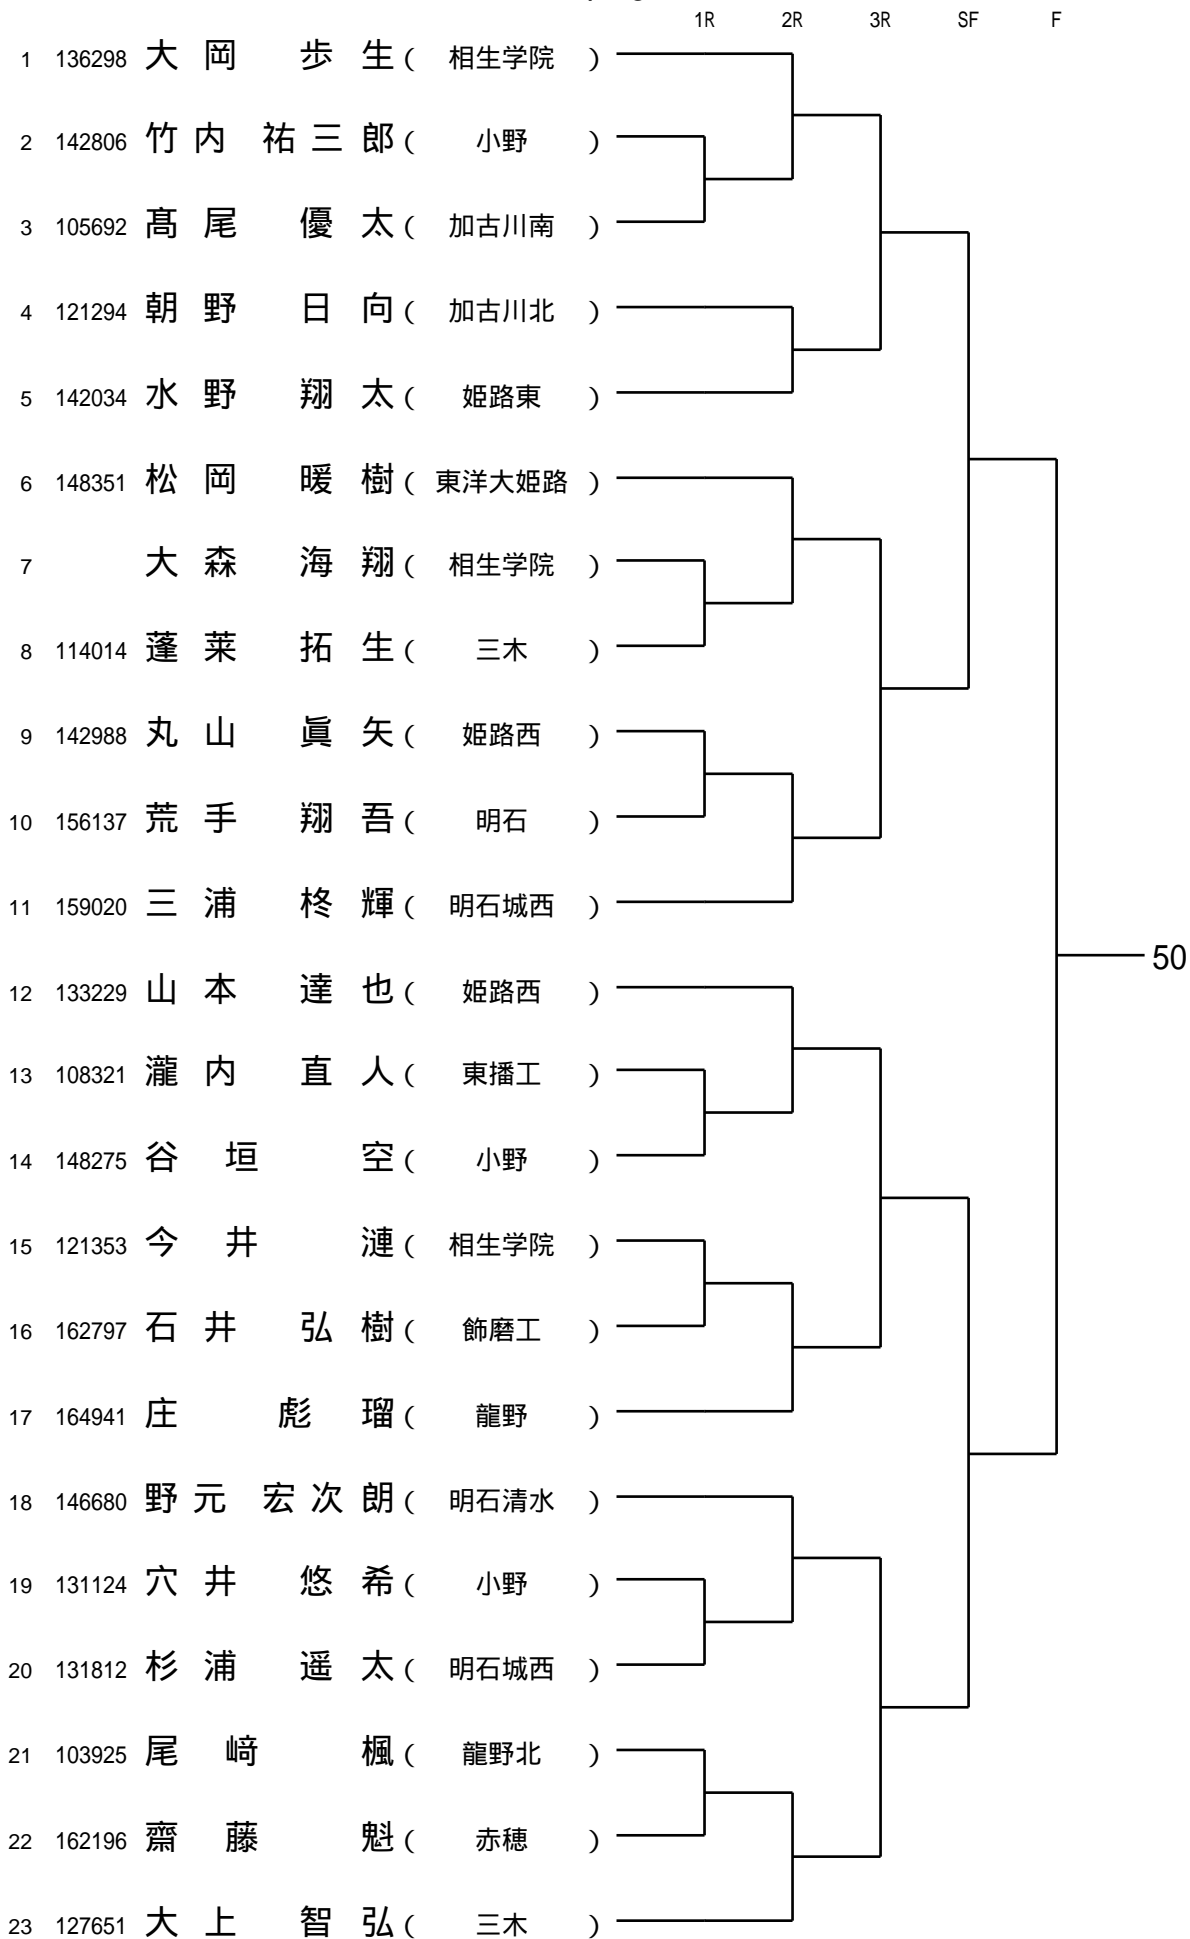 1R 2R 3R SF F
1 136298 大岡 歩生 ( 相生学院 )
2 142806 竹内 祐三郎 ( 小野 )
3 105692 髙尾 優太 ( 加古川南 )
4 121294 朝野 日向 ( 加古川北 )
5 142034 水野 翔太 ( 姫路東 )
6 148351 松岡 暖樹 ( 東洋大姫路 )
7 大森 海翔 ( 相生学院 )
8 114014 蓬莱 拓生 ( 三木 )
9 142988 丸山 眞矢 ( 姫路西 )
10 156137 荒手 翔吾 ( 明石 )
11 159020 三浦 柊輝 ( 明石城西 )
50
12 133229 山本 達也 ( 姫路西 )
13 108321 瀧内 直人 ( 東播工 )
14 148275 谷垣 空 ( 小野 )
15 121353 今井 漣 ( 相生学院 )
16 162797 石井 弘樹 ( 飾磨工 )
17 164941 庄 彪瑠 ( 龍野 )
18 146680 野元 宏次朗 ( 明石清水 )
19 131124 穴井 悠希 ( 小野 )
20 131812 杉浦 遥太 ( 明石城西 )
21 103925 尾﨑 楓 ( 龍野北 )
22 162196 齋藤 魁 ( 赤穂 )
23 127651 大上 智弘 ( 三木 )